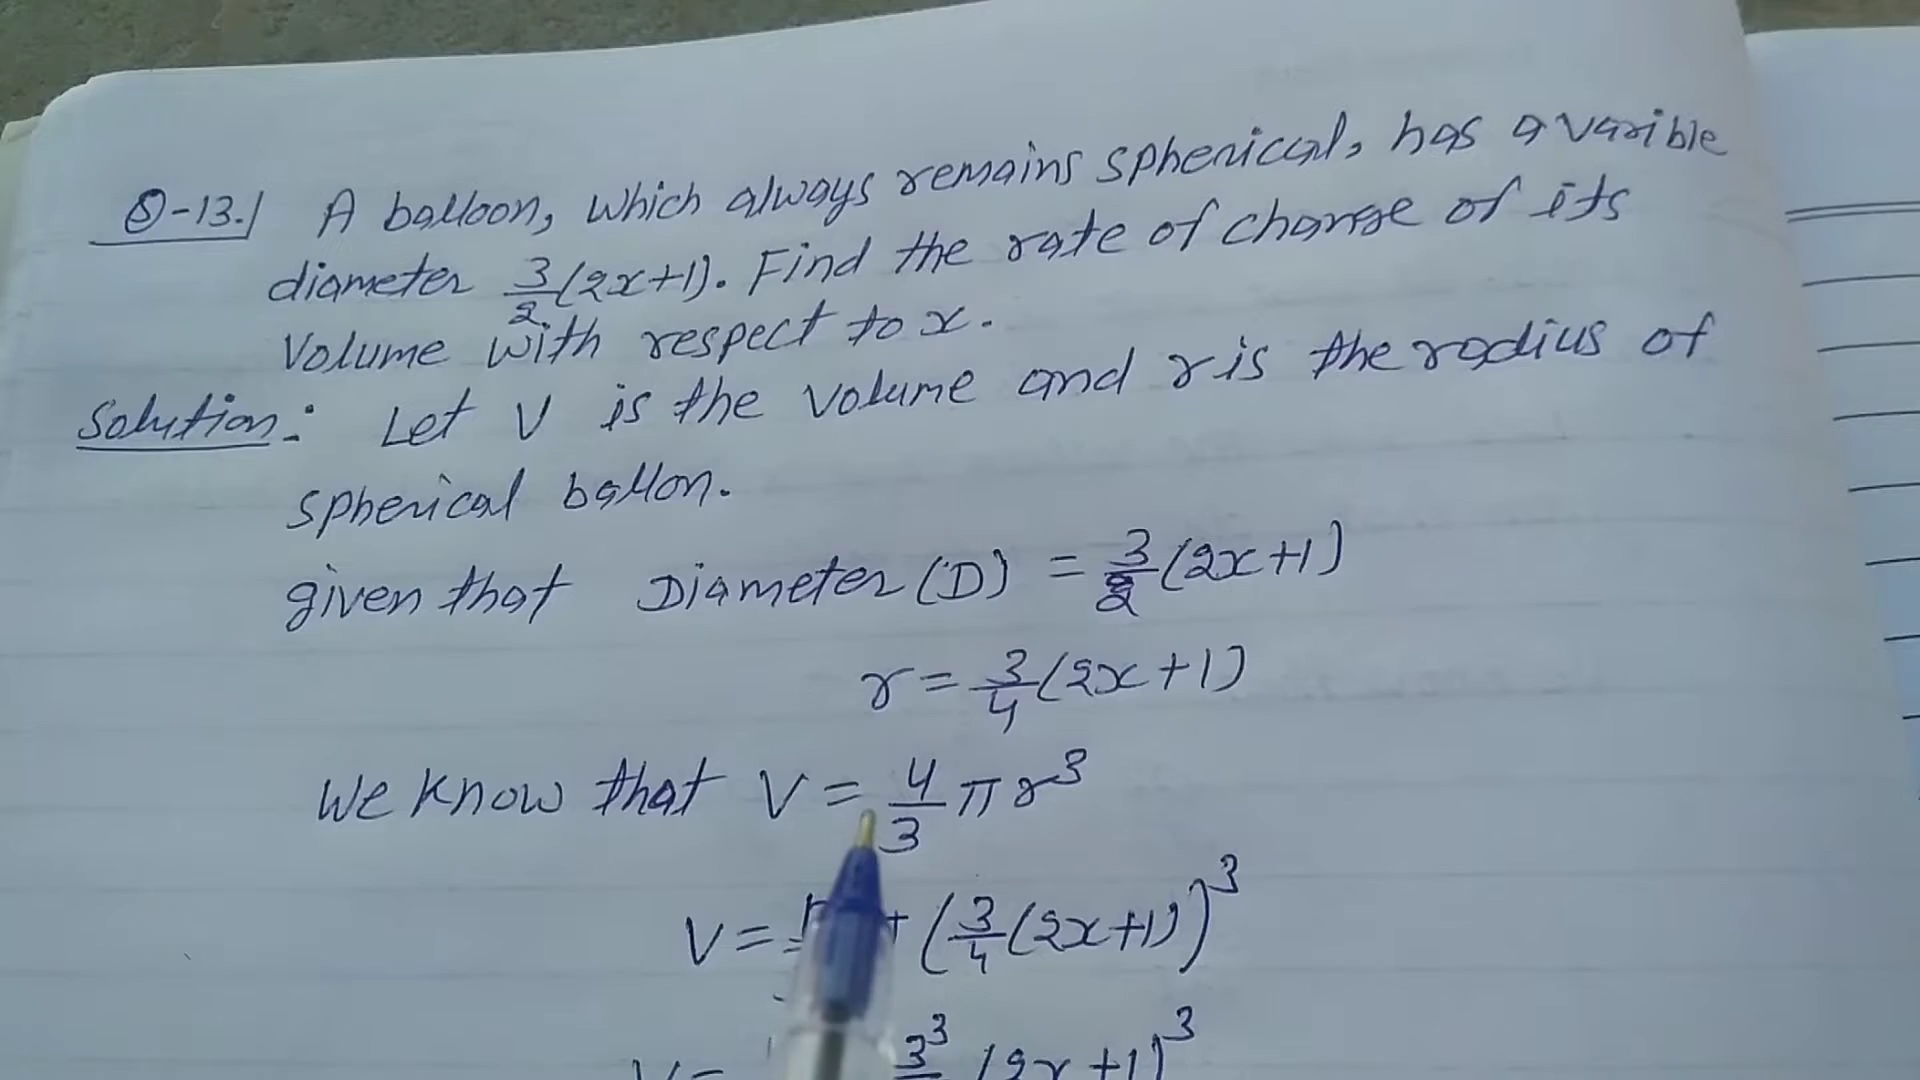 Q-13.| A balloon, which always remains spherical, has a varible
diameter 3/2 (2x+1). Find the rate of change of its
Volume with respect to x.
Solution: Let V is the volume and r is the radius of
spherical ballon.
given that Diameter (D) = 3/2 (2x+1)
r = 3/4 (2x+1)
We know that V = 4/3 π r³
V = (3/4 (2x+1))³
V = 3³ (2x+1)³